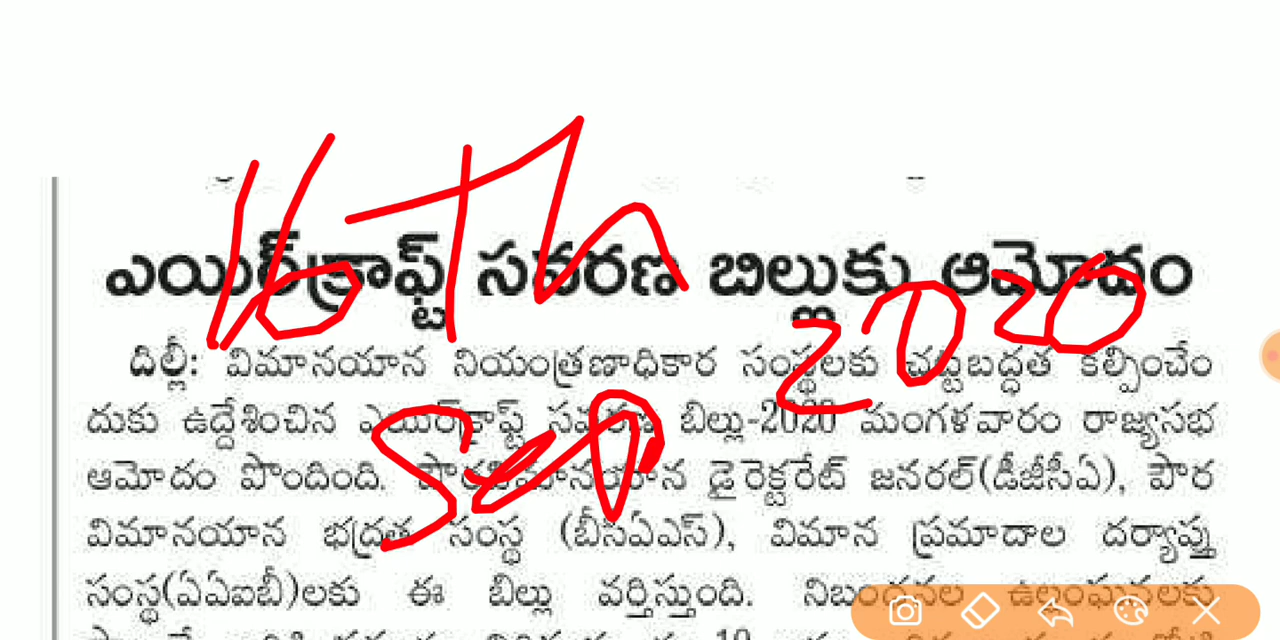 ఎయిర్‌క్రాఫ్ట్ సవరణ బిల్లుకు ఆమోదం
16Th
Sep 2020
దిల్లీ: విమానయాన నియంత్రణాధికార సంస్థలకు చట్టబద్ధత కల్పించేం
దుకు ఉద్దేశించిన ఎయిర్‌క్రాఫ్ట్ సవరణ బిల్లు-2020 మంగళవారం రాజ్యసభ
ఆమోదం పొందింది. పౌరవిమానయాన డైరెక్టరేట్ జనరల్(డీజీసీఏ), పౌర
విమానయాన భద్రత సంస్థ (బీసీఏఎస్), విమాన ప్రమాదాల దర్యాప్తు
సంస్థ(ఏఏఐబీ)లకు ఈ బిల్లు వర్తిస్తుంది. నిబంధనల ఉల్లంఘనలకు